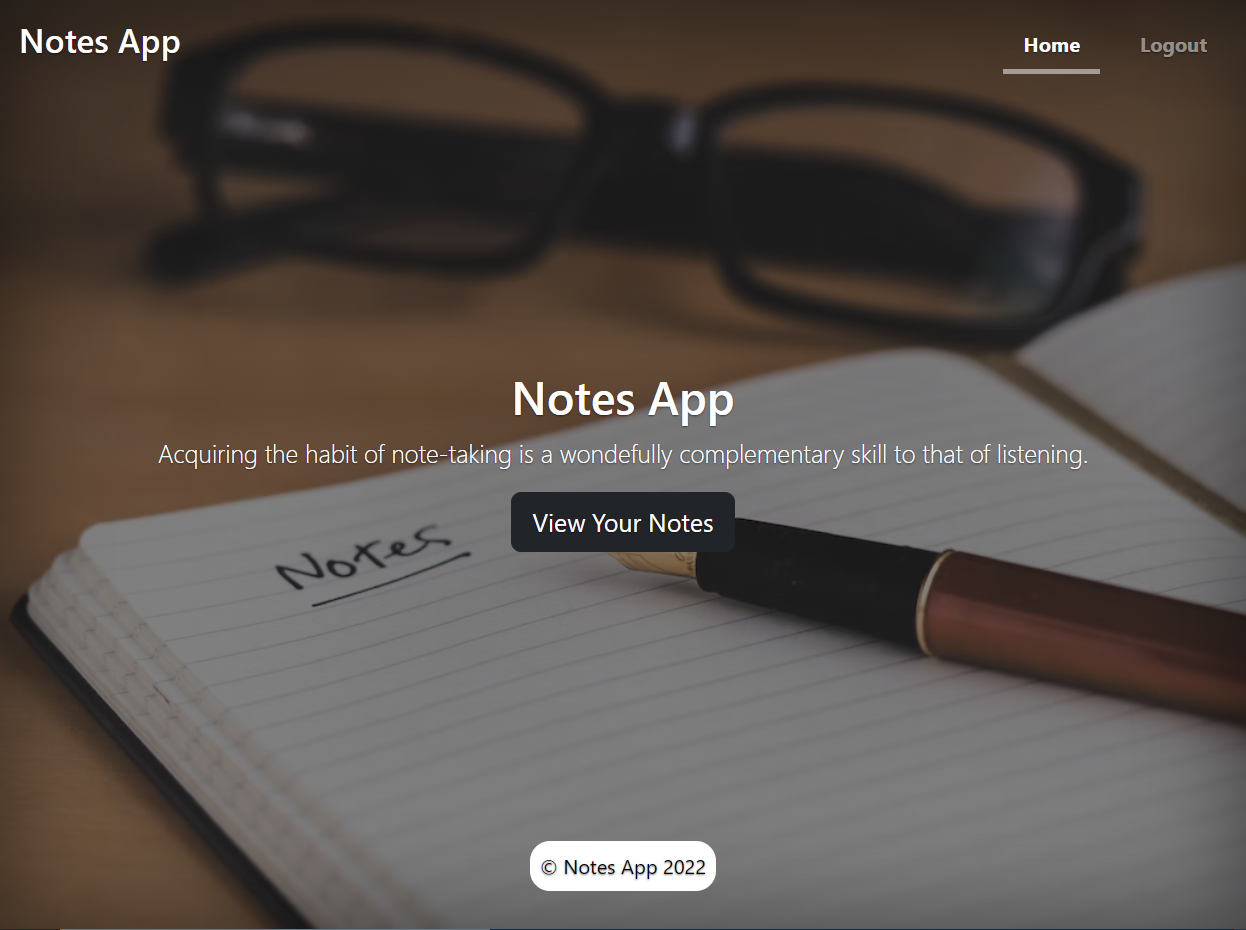 Notes App
Home
Logout
Notes App
Acquiring the habit of note-taking is a wondefully complementary skill to that of listening.
View Your Notes
Notes
© Notes App 2022